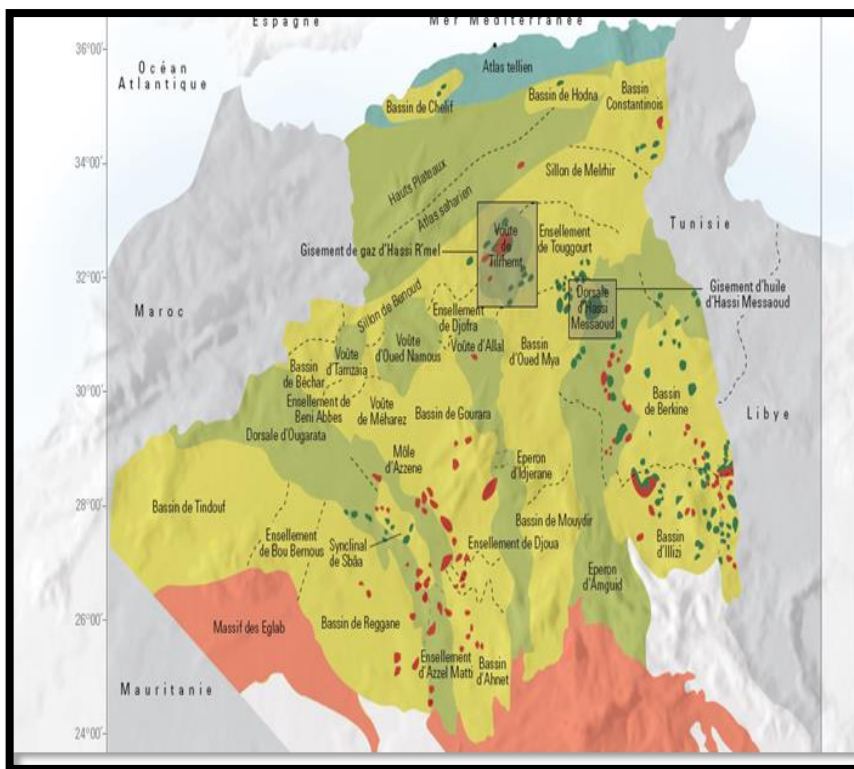 Espagne
Mer Méditerranée
36°00'
Océan
Atlantique
Atlas tellien
Bassin de Chelif
Bassin de Hodna
Bassin
Constantinois
34°00'
Hauts Plateaux
Atlas saharien
Sillon de Melrhir
Tunisie
Gisement de gaz d'Hassi R'mel
Voûte
de
Tilrhemt
Ensellement
de Touggourt
32°00'
Dorsale
d'Hassi
Messaoud
Gisement d'huile
d'Hassi Messaoud
Maroc
Sillon de Benoud
Ensellement
de Djofra
Voûte
d'Oued Namous
Voûte d'Allal
Bassin
d'Oued Mya
Voûte
d'Tamzaia
Bassin
de Béchar
30°00'
Ensellement de
Beni Abbes
Voûte
de Méharez
Bassin de Gourara
Bassin
de Berkine
Libye
Dorsale d'Ougarata
Môle
d'Azzene
Eperon
d'Idjerane
28°00'
Bassin de Tindouf
Bassin de Mouydir
Ensellement
de Bou Bernous
Synclinal
de Sbâa
Ensellement de Djoua
Bassin
d'Illizi
Eperon
d'Amguid
26°00'
Massif des Eglab
Bassin de Reggane
Ensellement
d'Azzel Matti
Bassin
d'Ahnet
Mauritanie
24°00'